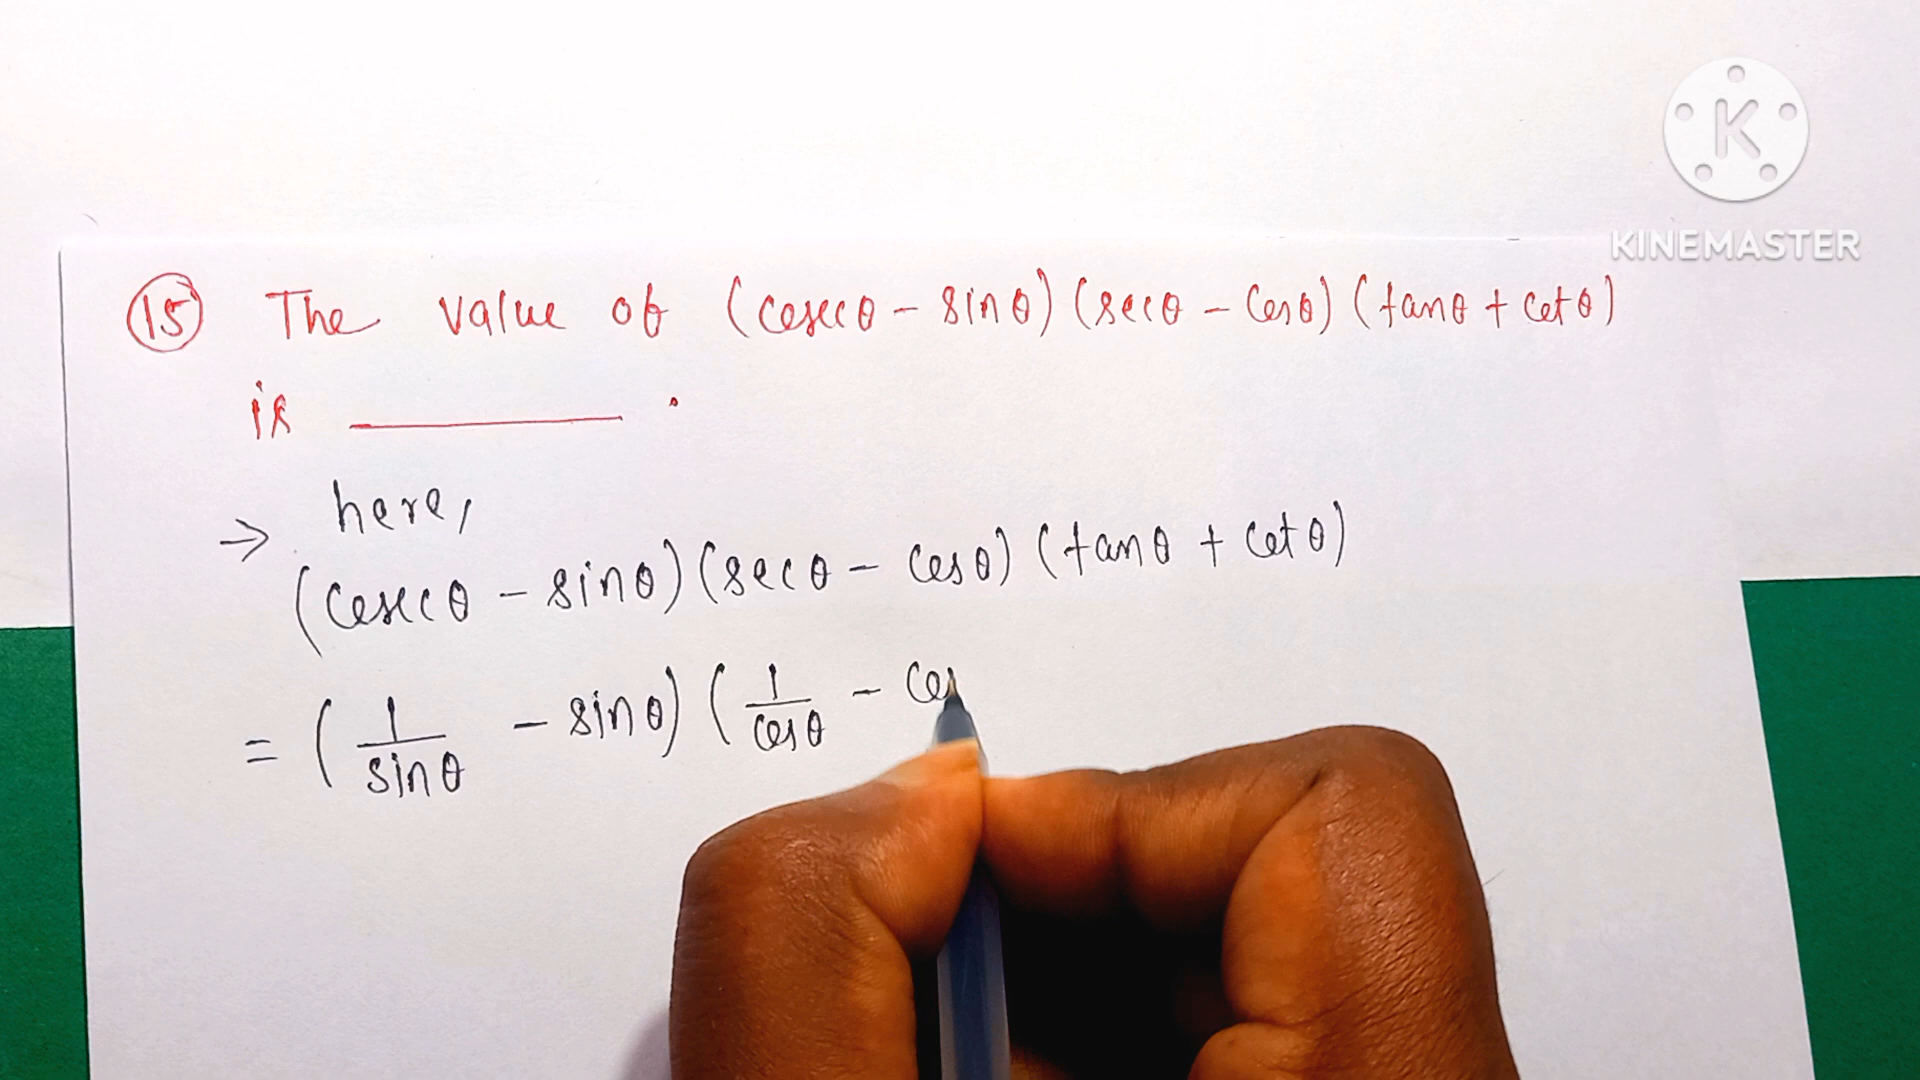 K
KINEMASTER
15 The value of (cosecθ - sinθ) (secθ - cosθ) (tanθ + cotθ)
is ________ .
→ here,
(cosecθ - sinθ) (secθ - cosθ) (tanθ + cotθ)
= (1/sinθ - sinθ) (1/cosθ - cos